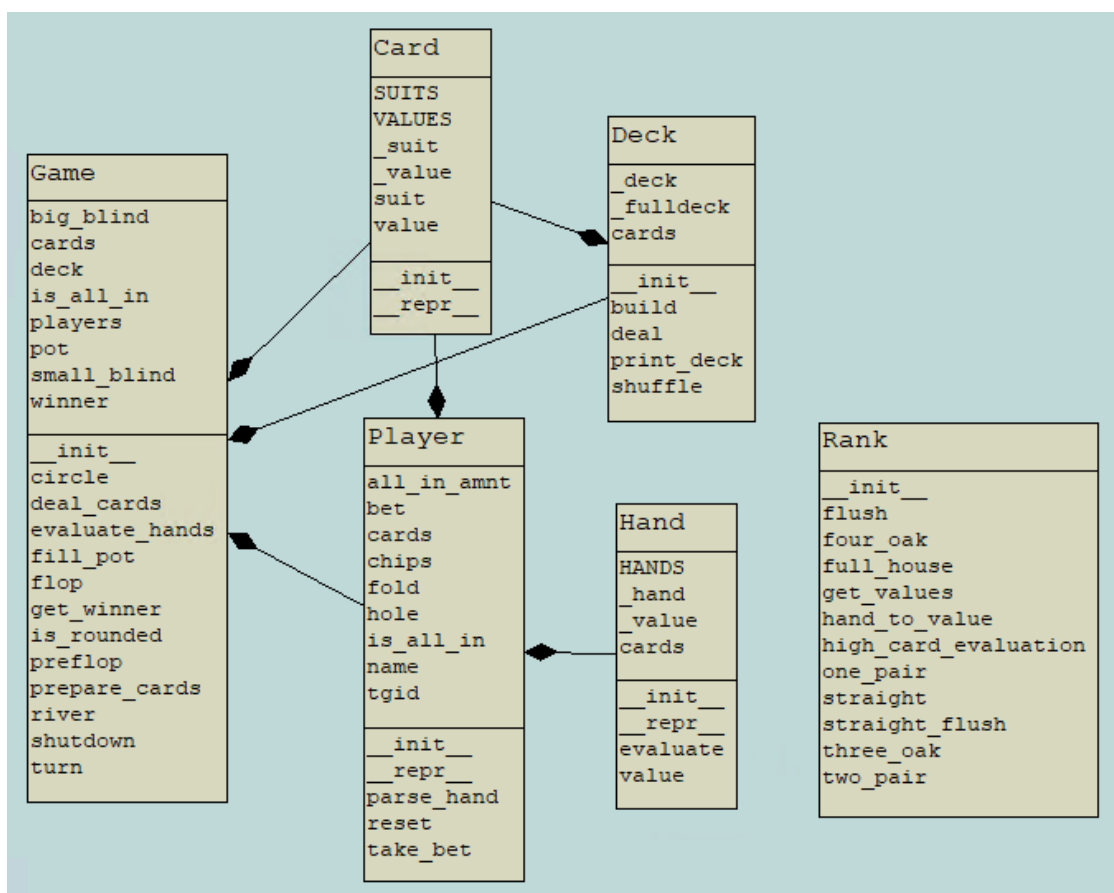 Card
SUITS
VALUES
_suit
_value
suit
value
__init__
__repr__
Deck
_deck
_fulldeck
cards
__init__
build
deal
print_deck
shuffle
Game
big_blind
cards
deck
is_all_in
players
pot
small_blind
winner
__init__
circle
deal_cards
evaluate_hands
fill_pot
flop
get_winner
is_rounded
preflop
prepare_cards
river
shutdown
turn
Player
all_in_amnt
bet
cards
chips
fold
hole
is_all_in
name
tgid
__init__
__repr__
parse_hand
reset
take_bet
Hand
HANDS
_hand
_value
cards
__init__
__repr__
evaluate
value
Rank
__init__
flush
four_oak
full_house
get_values
hand_to_value
high_card_evaluation
one_pair
straight
straight_flush
three_oak
two_pair